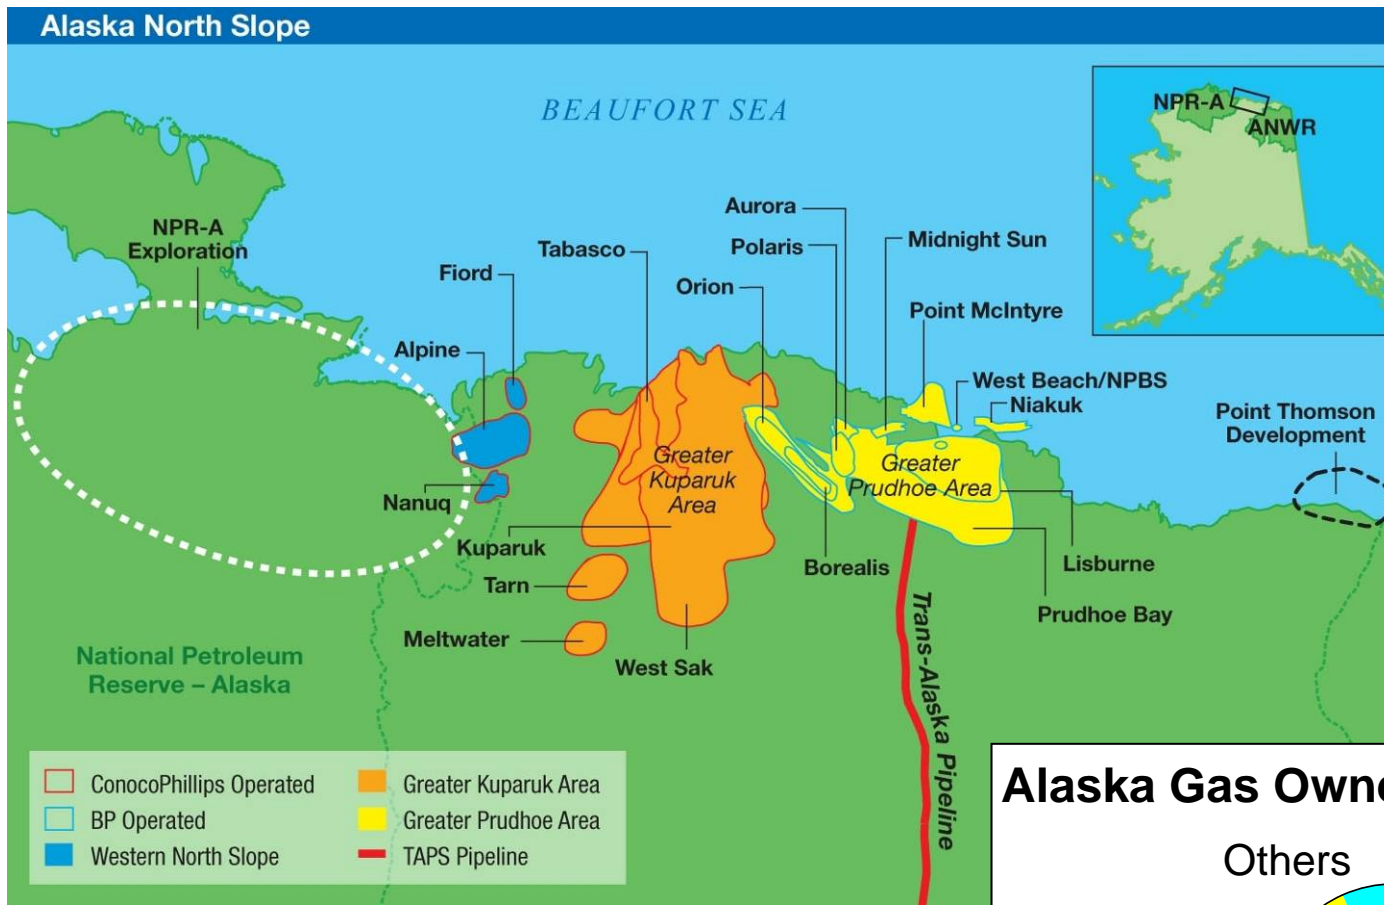 Alaska North Slope
BEAUFORT SEA
NPR-A
ANWR
NPR-A
Exploration
Fiord
Tabasco
Aurora
Polaris
Orion
Midnight Sun
Point McIntyre
Alpine
West Beach/NPBS
Niakuk
Point Thomson
Development
Greater
Kuparuk
Area
Greater
Prudhoe Area
Nanuq
Kuparuk
Tarn
Meltwater
West Sak
Borealis
Lisburne
Prudhoe Bay
Trans-Alaska Pipeline
National Petroleum
Reserve – Alaska
ConocoPhillips Operated
BP Operated
Western North Slope
Greater Kuparuk Area
Greater Prudhoe Area
TAPS Pipeline
Alaska Gas Owne
Others